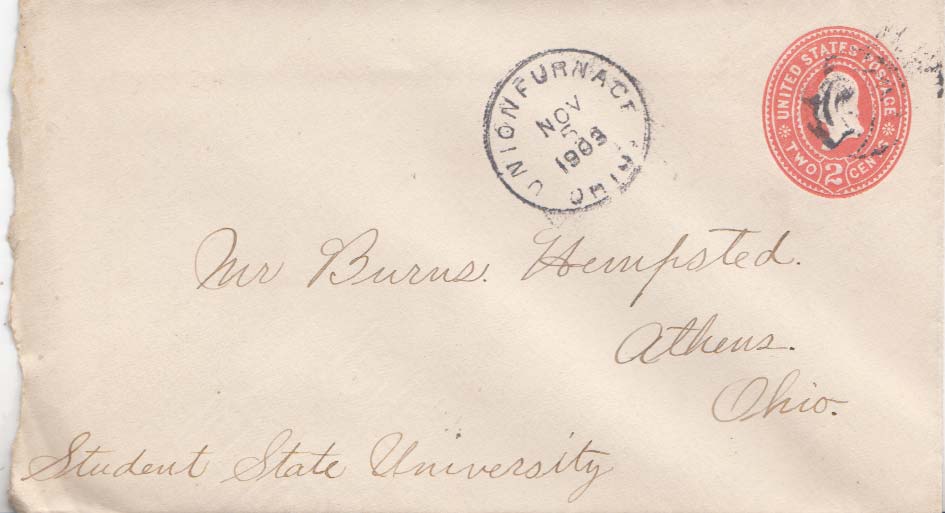 UNION FURNACE OHIO
NOV
5
1903
UNITED STATES POSTAGE
TWO 2 CENTS
Mr Burns. Hempsted.
Athens.
Ohio.
Student State University